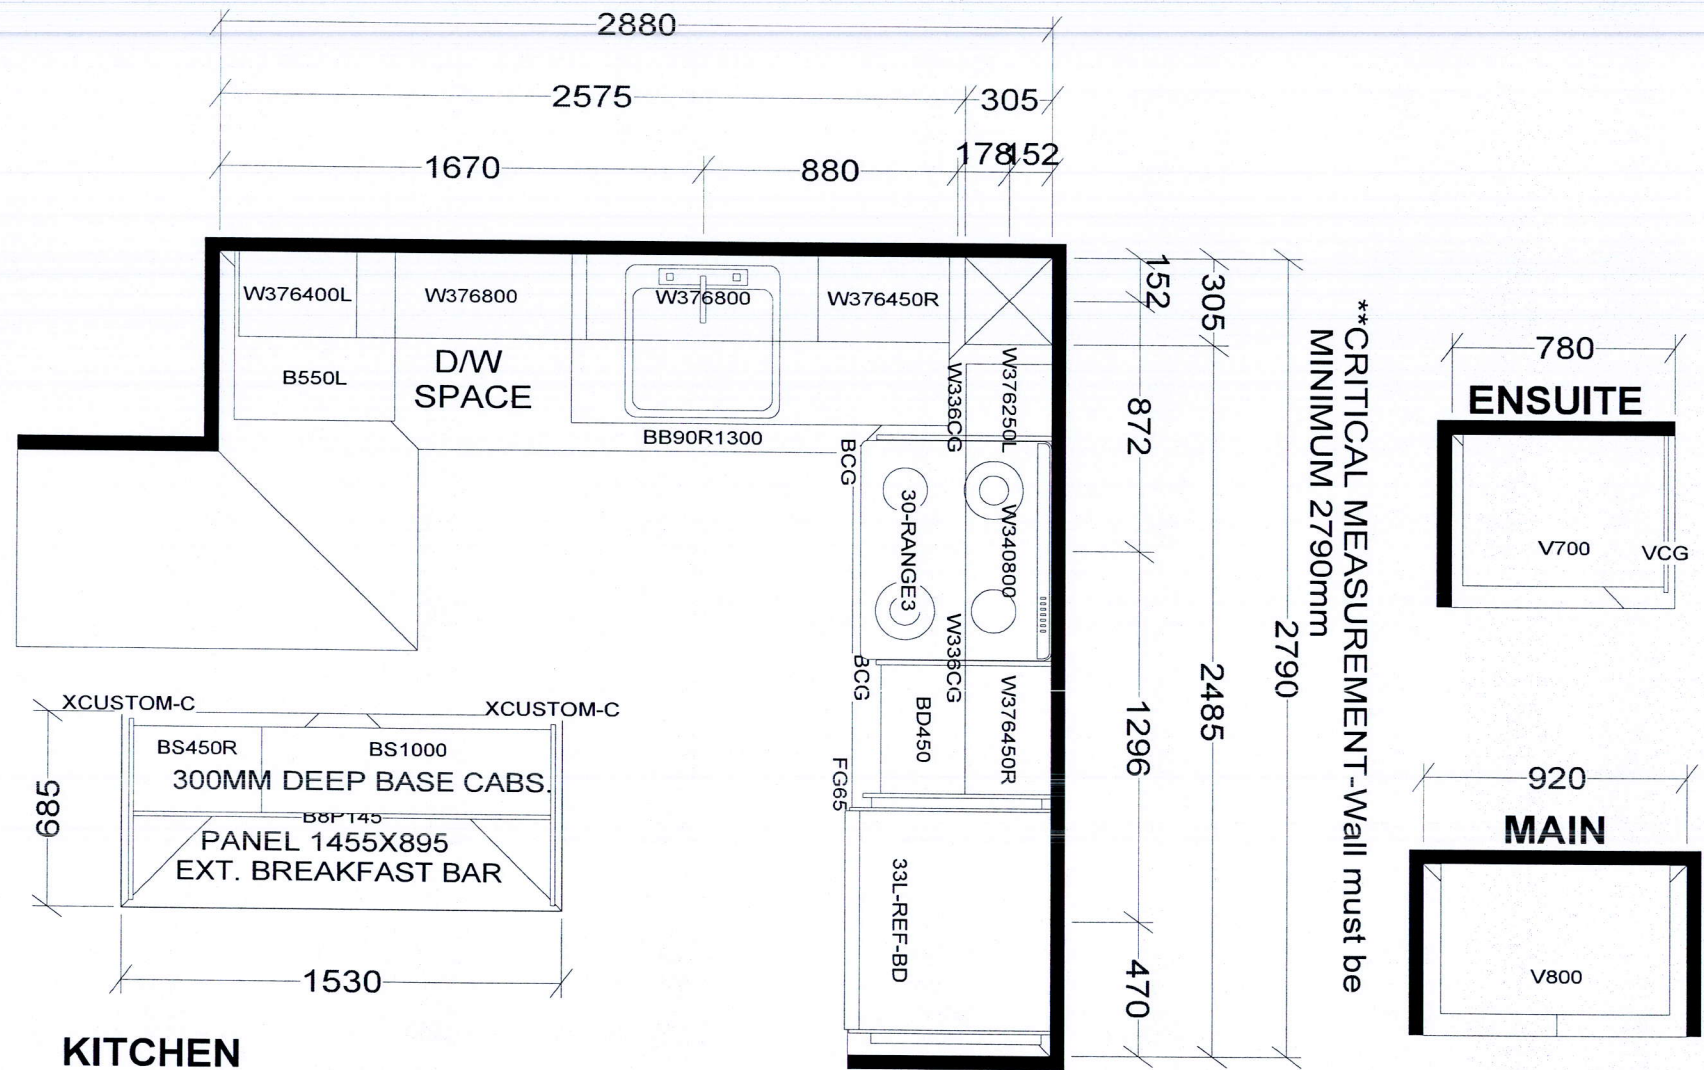 2880
2575
305
1670
880
178
152
W376400L
W376800
W376800
W376450R
B550L
D/W
SPACE
BB90R1300
W336CG
W376250L
BCG
30-RANGE3
W340800
BCG
W336CG
BD450
W376450R
FG65
33L-REF-BD
152
305
872
2790
2485
1296
470
**CRITICAL MEASUREMENT-Wall must be
MINIMUM 2790mm
780
ENSUITE
V700
VCG
920
MAIN
V800
XCUSTOM-C
XCUSTOM-C
BS450R
BS1000
300MM DEEP BASE CABS.
B8P145
PANEL 1455X895
EXT. BREAKFAST BAR
685
1530
KITCHEN